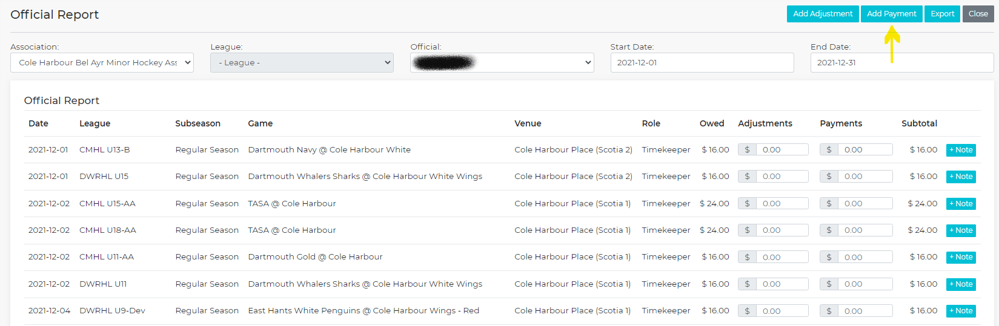 Official Report
Add Adjustment Add Payment Export Close
Association: League: Official: Start Date: End Date:
Cole Harbour Bel Ayr Minor Hockey Ass - League - 2021-12-01 2021-12-31
Official Report
Date League Subseason Game Venue Role Owed Adjustments Payments Subtotal
2021-12-01 CMHL U13-B Regular Season Dartmouth Navy @ Cole Harbour White Cole Harbour Place (Scotia 2) Timekeeper $ 16.00 $ 0.00 $ 0.00 $ 16.00 + Note
2021-12-01 DWRHL U15 Regular Season Dartmouth Whalers Sharks @ Cole Harbour White Wings Cole Harbour Place (Scotia 2) Timekeeper $ 16.00 $ 0.00 $ 0.00 $ 16.00 + Note
2021-12-02 CMHL U15-AA Regular Season TASA @ Cole Harbour Cole Harbour Place (Scotia 1) Timekeeper $ 24.00 $ 0.00 $ 0.00 $ 24.00 + Note
2021-12-02 CMHL U18-AA Regular Season TASA @ Cole Harbour Cole Harbour Place (Scotia 1) Timekeeper $ 24.00 $ 0.00 $ 0.00 $ 24.00 + Note
2021-12-02 CMHL U11-AA Regular Season Dartmouth Gold @ Cole Harbour Cole Harbour Place (Scotia 1) Timekeeper $ 16.00 $ 0.00 $ 0.00 $ 16.00 + Note
2021-12-02 DWRHL U11 Regular Season Dartmouth Whalers Sharks @ Cole Harbour White Wings Cole Harbour Place (Scotia 1) Timekeeper $ 16.00 $ 0.00 $ 0.00 $ 16.00 + Note
2021-12-04 DWRHL U9-Dev Regular Season East Hants White Penguins @ Cole Harbour Wings - Red Cole Harbour Place (Scotia 1) Timekeeper $ 16.00 $ 0.00 $ 0.00 $ 16.00 + Note